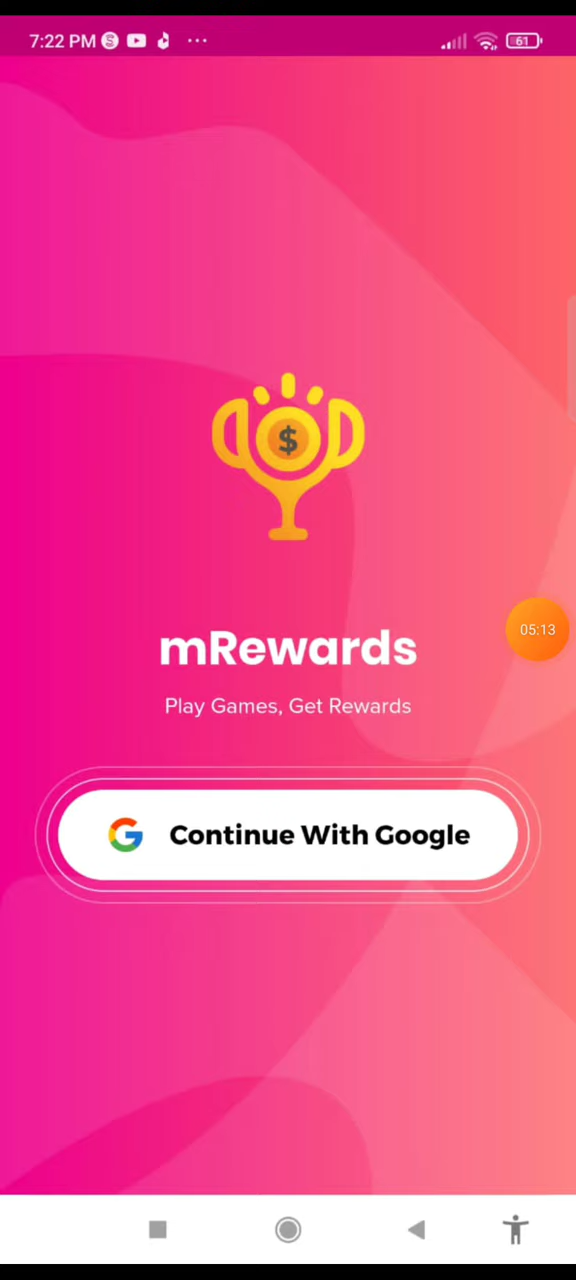 7:22 PM
61
$
05:13
mRewards
Play Games, Get Rewards
Continue With Google